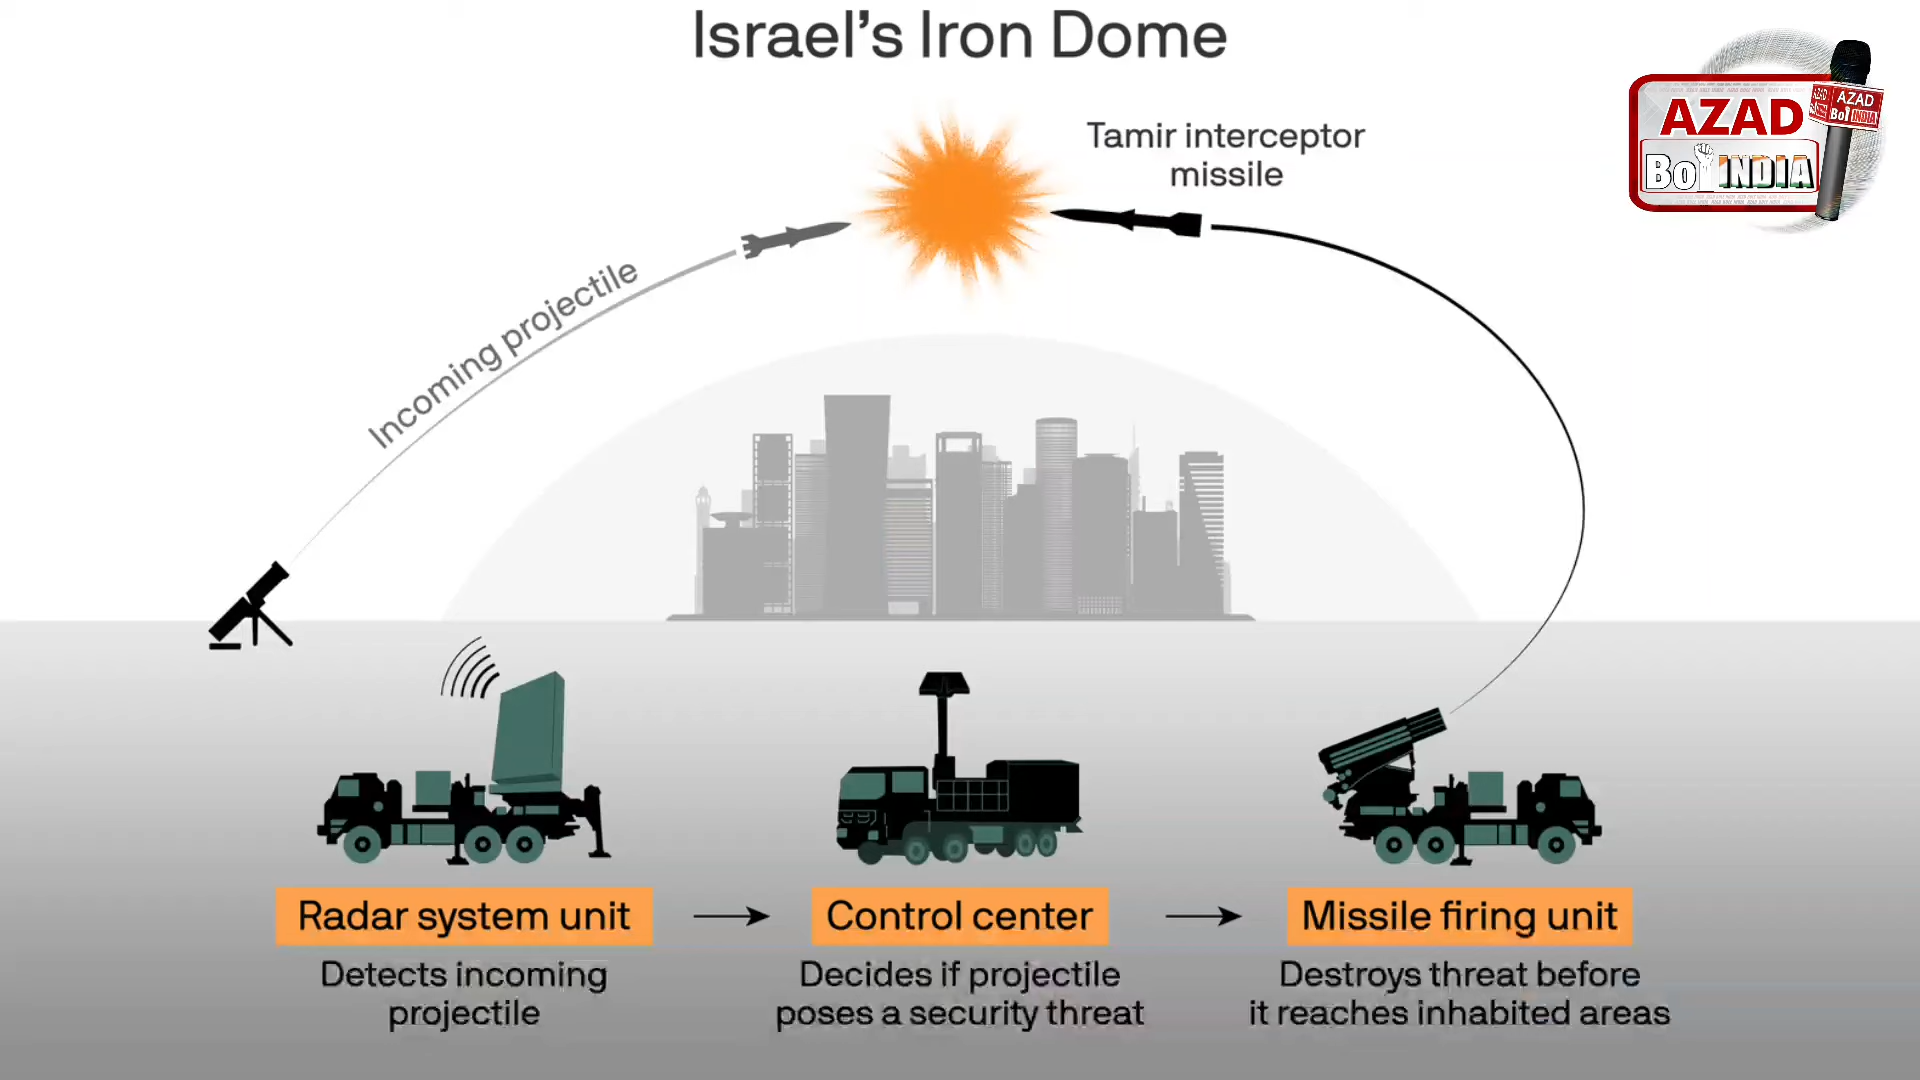 Israel's Iron Dome
Tamir interceptor
missile
Incoming projectile
AZAD
Bol INDIA
AZAD
Bol INDIA
AZAD
Radar system unit
Control center
Missile firing unit
Detects incoming
projectile
Decides if projectile
poses a security threat
Destroys threat before
it reaches inhabited areas